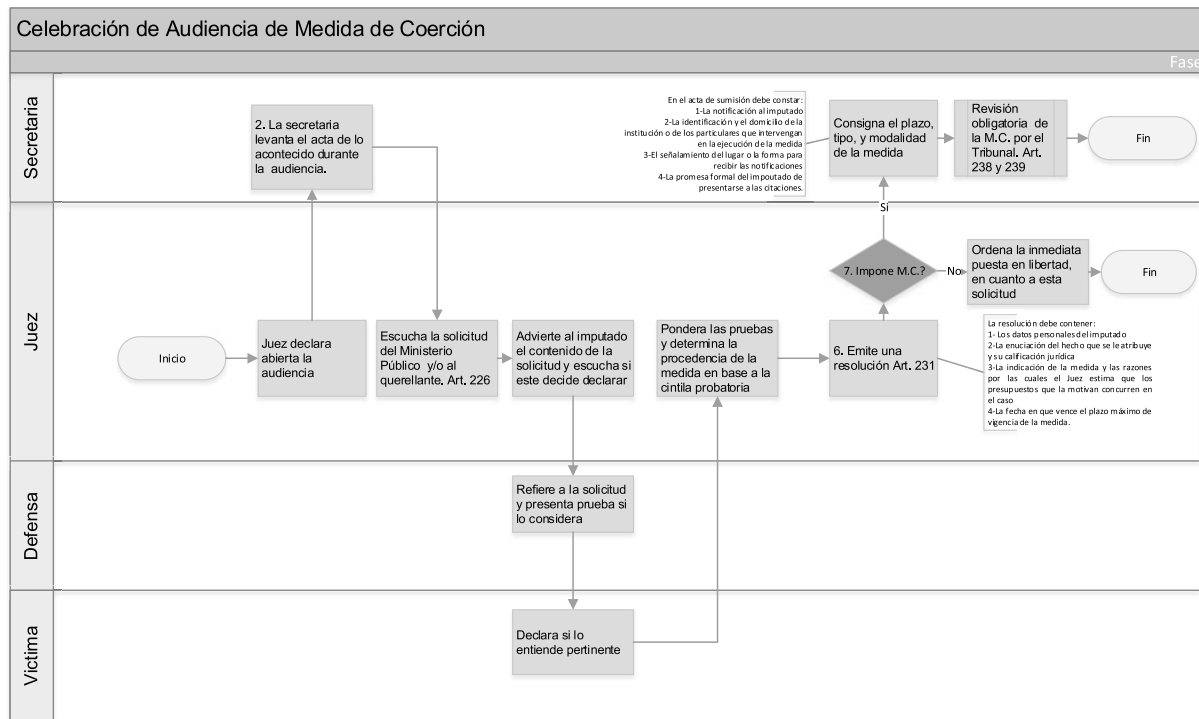 Celebración de Audiencia de Medida de Coerción
Fase
Secretaria
2. La secretaria
levanta el acta de lo
acontecido durante
la audiencia.
En el acta de sumisión debe constar:
1-La notificación al imputado
2-La identificación y el domicilio de la
institución o de los particulares que intervengan
en la ejecución de la medida
3-El señalamiento del lugar o la forma para
recibir las notificaciones
4-La promesa formal del impoutado de
presentarse a las citaciones.
Consigna el plazo,
tipo, y modalidad
de la medida
Revisión
obligatoria de
la M.C. por el
Tribunal. Art.
238 y 239
Fin
Juez
Sí
7. Impone M.C.?
No
Ordena la inmediata
puesta en libertad,
en cuanto a esta
solicitud
Fin
Inicio
Juez declara
abierta la
audiencia
Escucha la solicitud
del Ministerio
Público y/o al
querellante. Art. 226
Advierte al imputado
el contenido de la
solicitud y escucha si
este decide declarar
Pondera las pruebas
y determina la
procedencia de la
medida en base a la
cintila probatoria
6. Emite una
resolución Art. 231
La resolución debe contener:
1- Los datos personales del imputado
2-La enuciación del hecho que se le atribuye
y su calificación jurídica
3-La indicación de la medida y las razones
por las cuales el Juez estima que los
presupuestos que la motivan concurren en
el caso
4-La fecha en que vence el plazo máximo de
vigencia de la medida.
Defensa
Refiere a la solicitud
y presenta prueba si
lo considera
Victima
Declara si lo
entiende pertinente